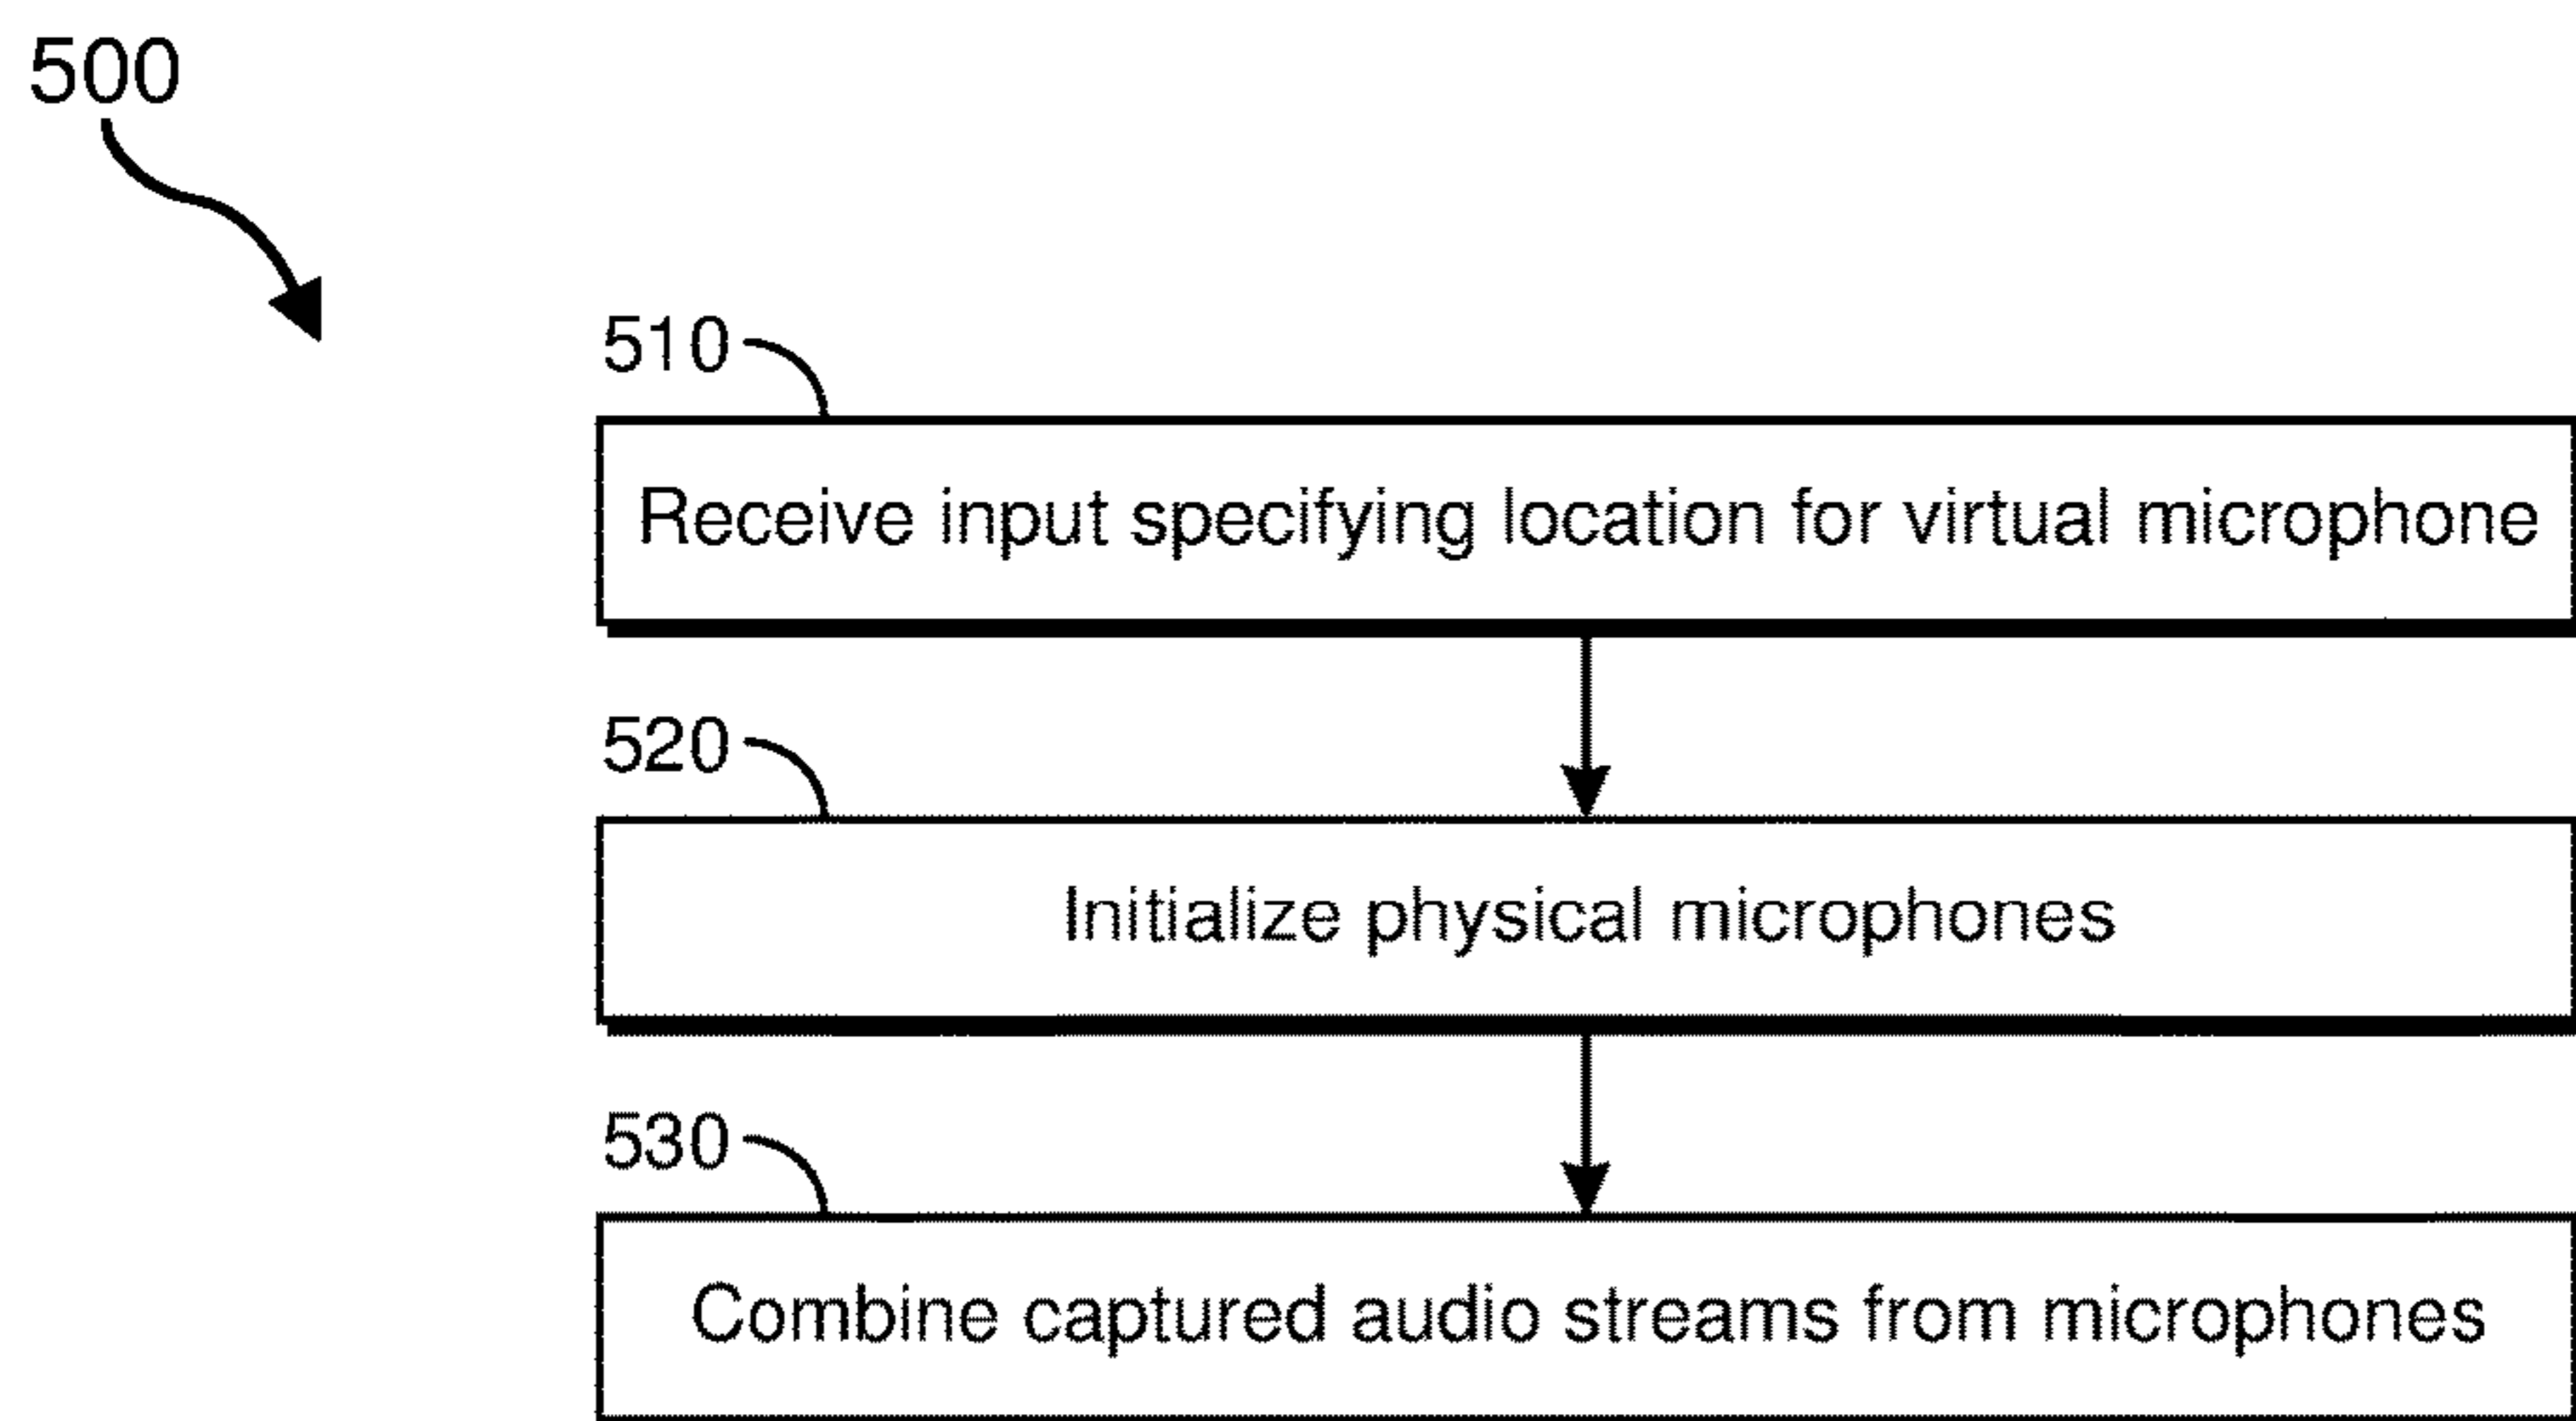 500
510
Receive input specifying location for virtual microphone
520
Initialize physical microphones
530
Combine captured audio streams from microphones